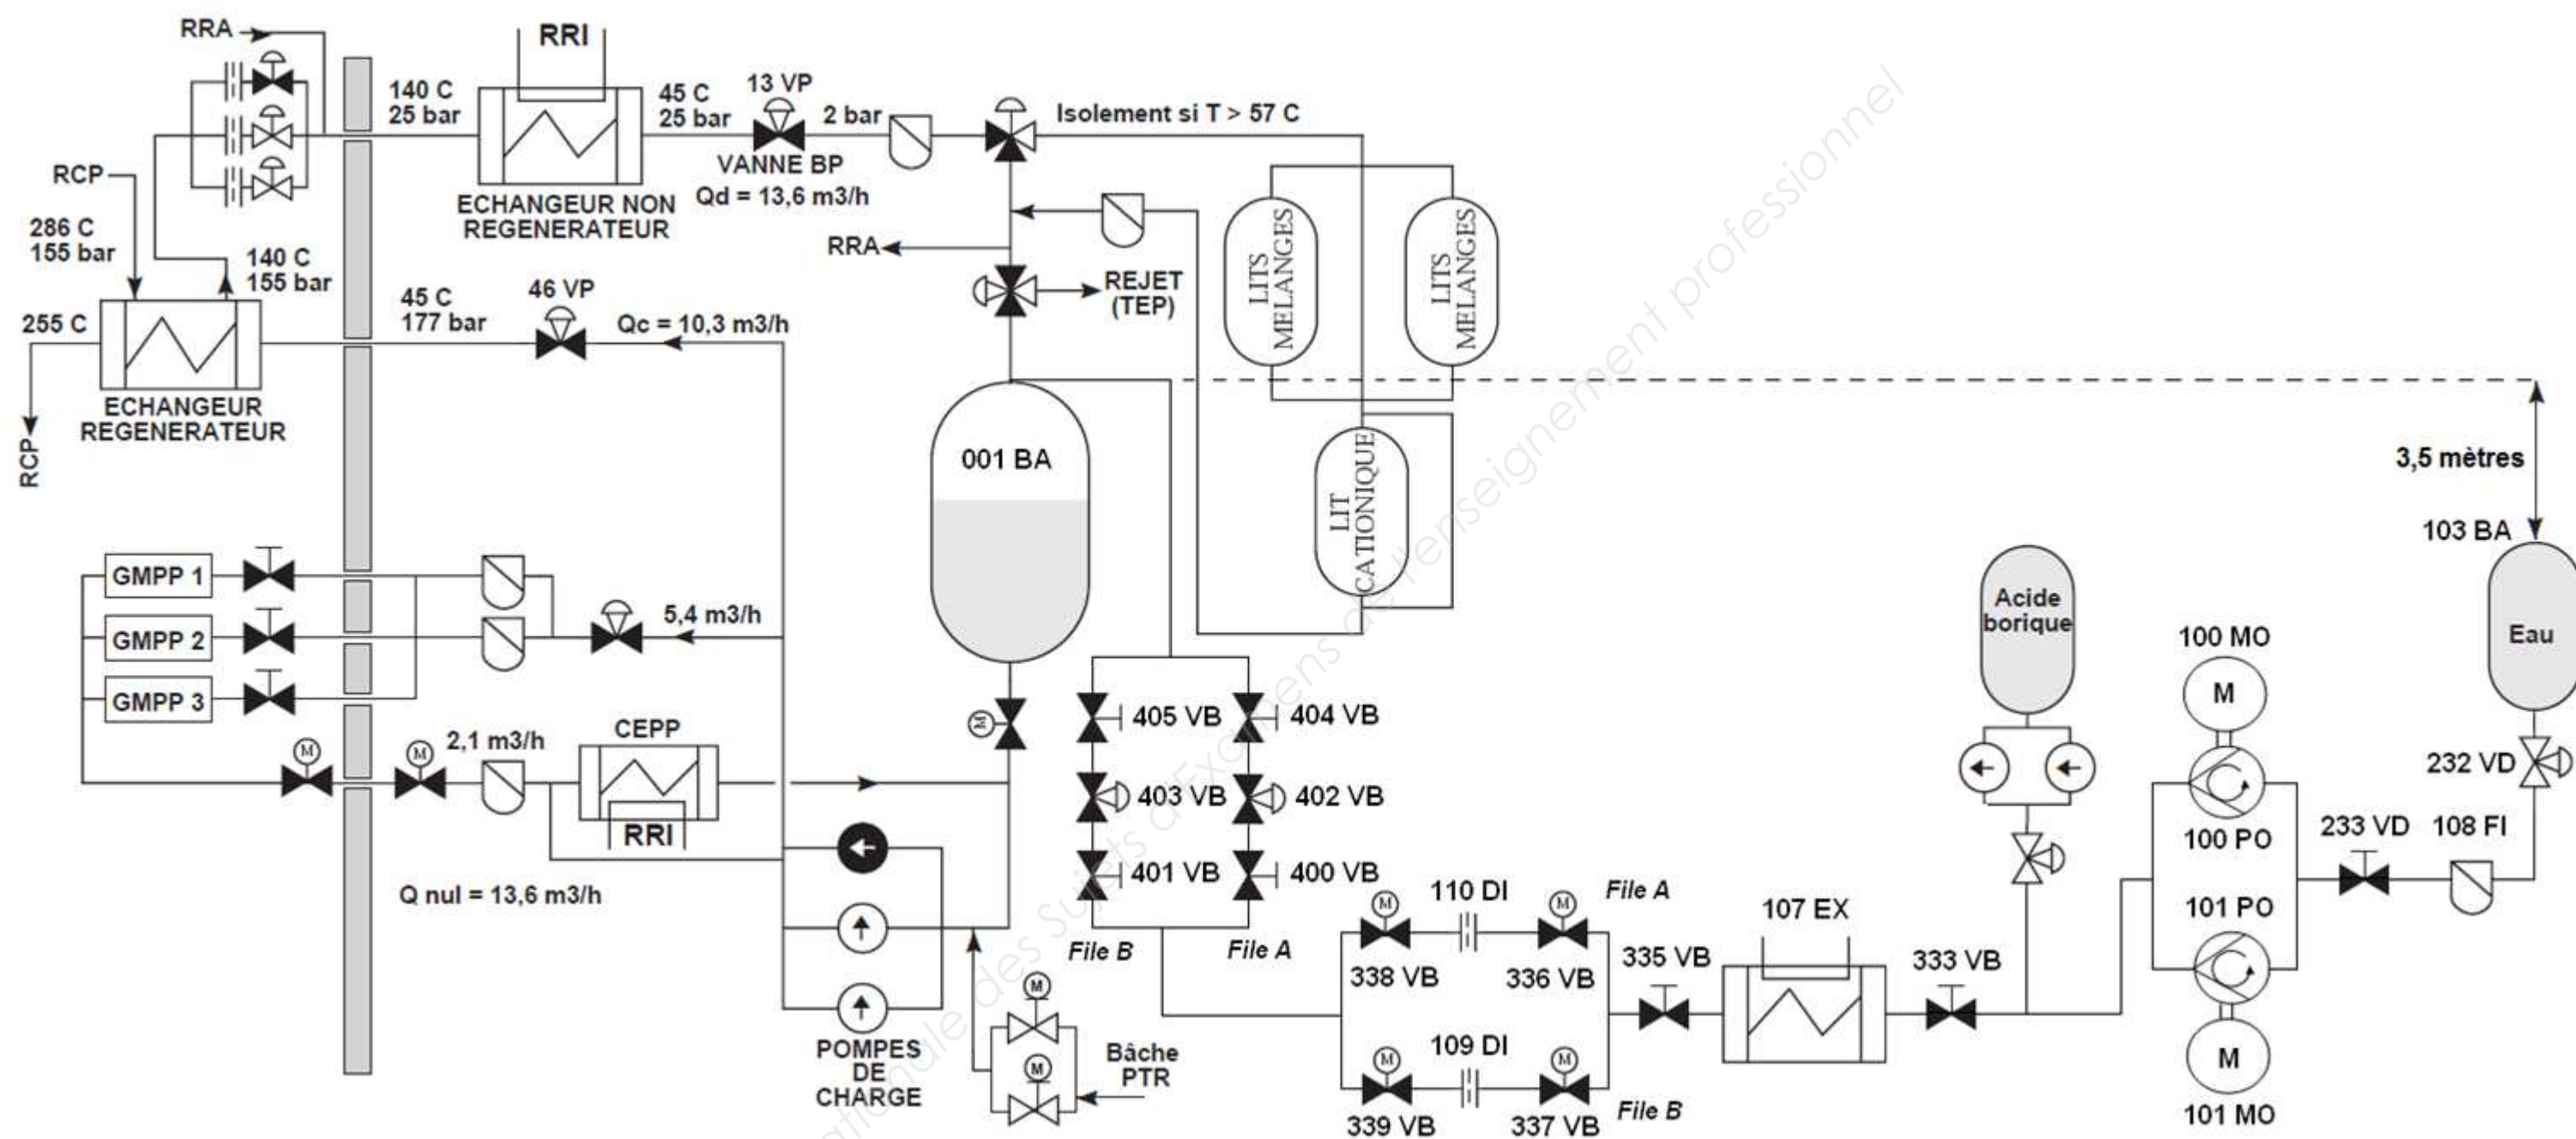 RRA
RCP
286 C
155 bar
140 C
155 bar
255 C
ECHANGEUR
REGENERATEUR
RCP
140 C
25 bar
RRI
ECHANGEUR NON
REGENERATEUR
45 C
25 bar
13 VP
VANNE BP
Qd = 13,6 m3/h
2 bar
Isolement si T > 57 C
RRA
REJET
(TEP)
45 C
177 bar
46 VP
Qc = 10,3 m3/h
LITS
MELANGES
LITS
MELANGES
LIT
CATIONIQUE
001 BA
3,5 mètres
103 BA
Eau
Acide
borique
GMPP 1
GMPP 2
GMPP 3
5,4 m3/h
M
M
2,1 m3/h
CEPP
RRI
M
Q nul = 13,6 m3/h
POMPES
DE
CHARGE
M
M
Bâche
PTR
405 VB
404 VB
403 VB
402 VB
401 VB
400 VB
File B
File A
M
110 DI
M
File A
338 VB
336 VB
M
109 DI
M
339 VB
337 VB
File B
335 VB
107 EX
333 VB
100 MO
M
100 PO
101 PO
M
101 MO
233 VD
108 FI
232 VD
ationale des Sujets d'Examens de l'enseignement professionnel